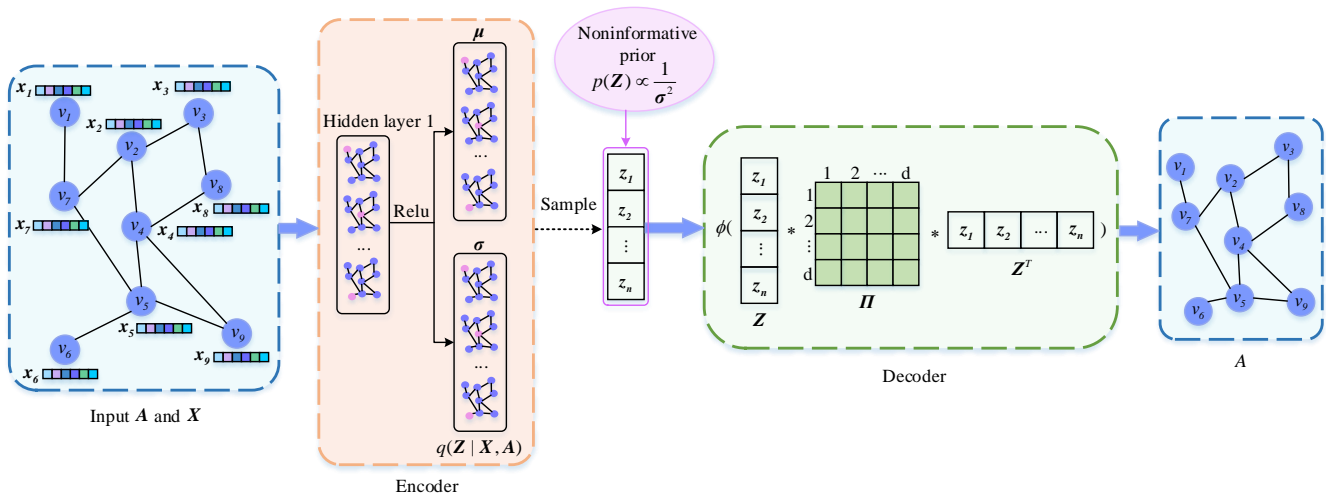 x1
x3
x2
v1
v3
v2
v8
x8
v7
x7
v4
x4
v5
x5
v6
x6
v9
x9
Input A and X
Hidden layer 1
...
Relu
μ
...
σ
...
q(Z | X, A)
Encoder
Noninformative
prior
p(Z) ∝ 1/σ²
Sample
z1
z2
⋮
zn
ϕ(
z1
z2
⋮
zn
Z
*
1 2 ··· d
1
2
⋮
d
Π
*
z1 z2 ... zn )
Z^T
Decoder
v1
v3
v2
v7
v8
v4
v5
v6
v9
A